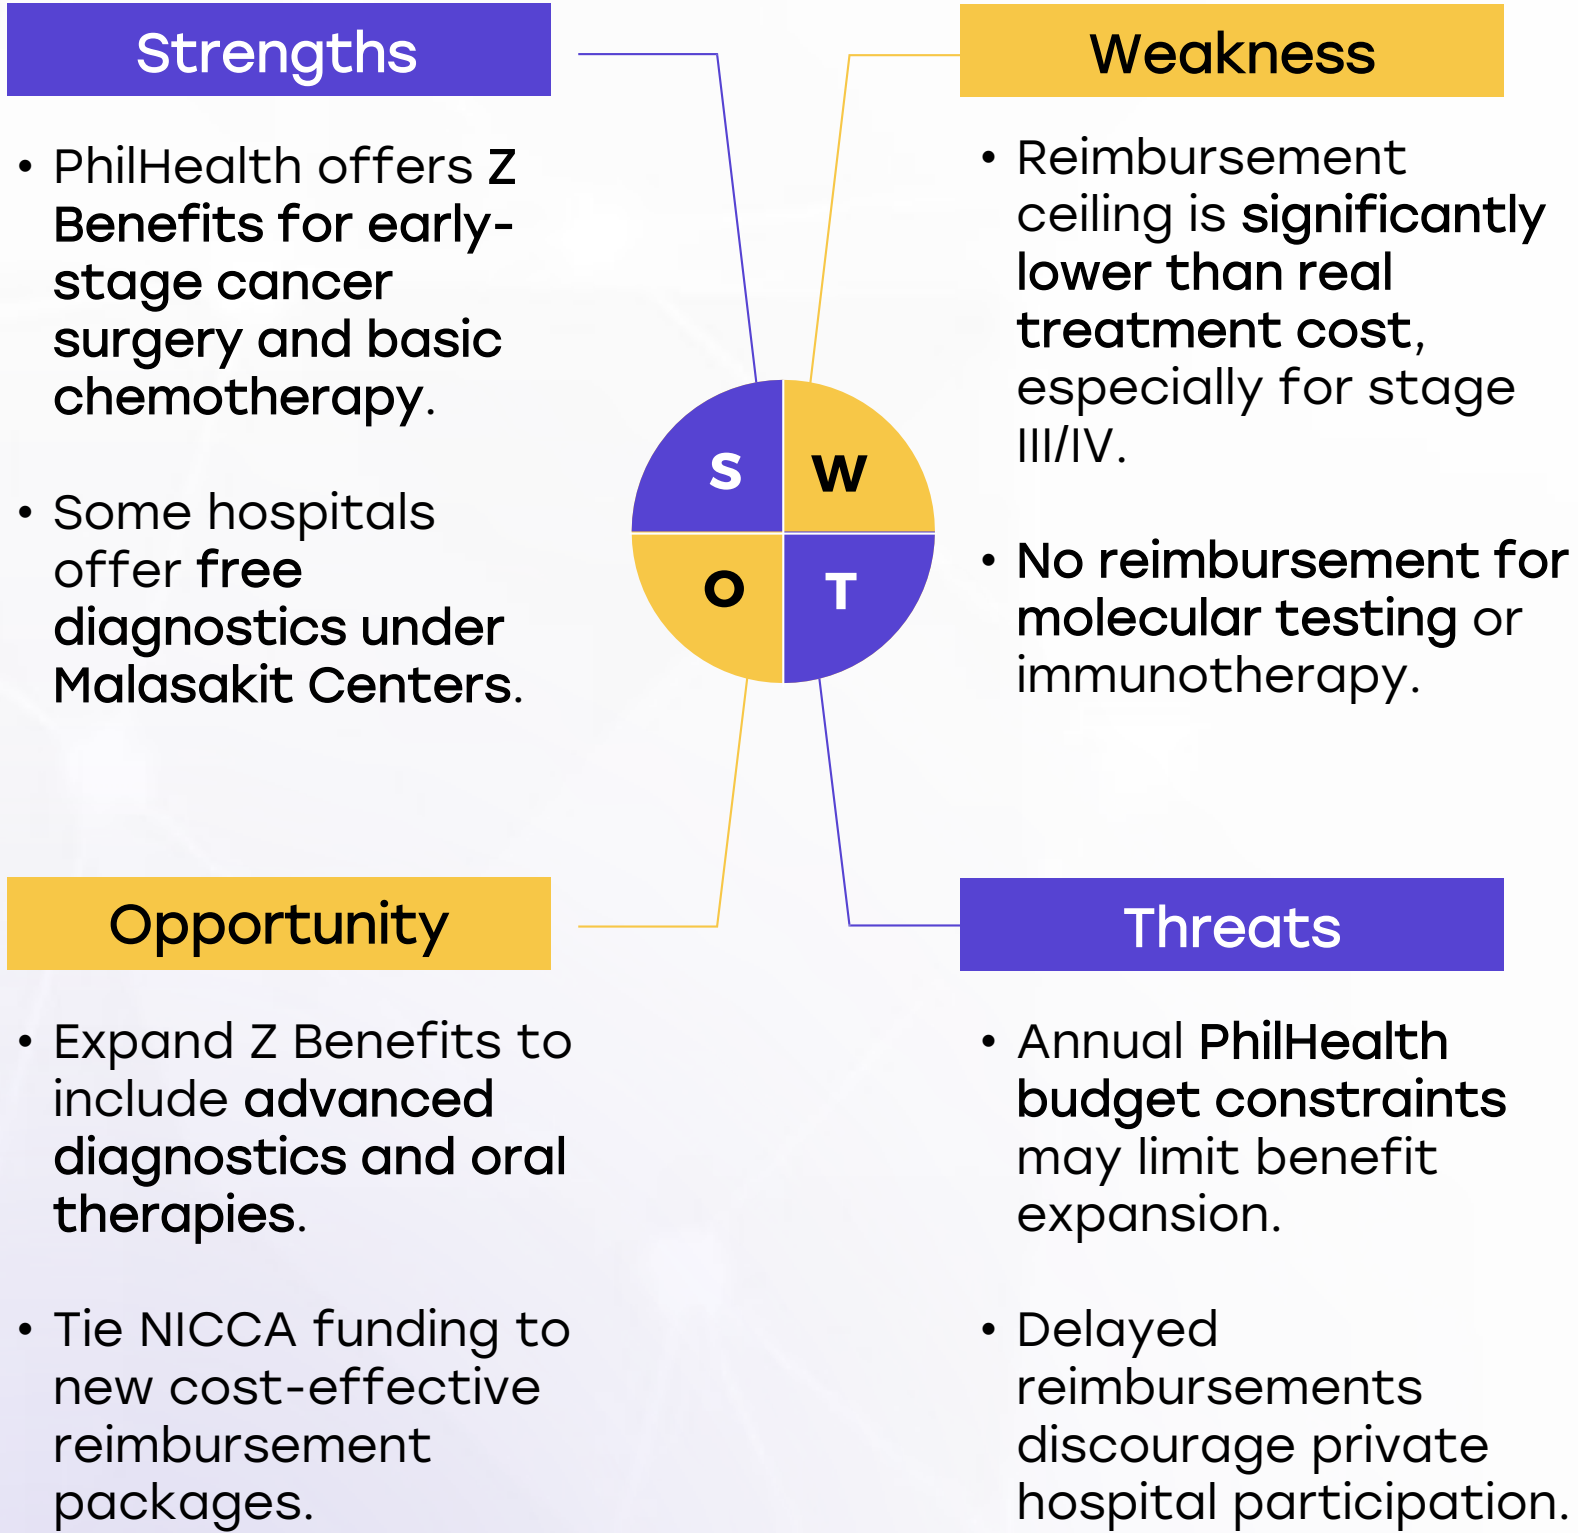 Strengths
• PhilHealth offers Z
Benefits for early-
stage cancer
surgery and basic
chemotherapy.
• Some hospitals
offer free
diagnostics under
Malasakit Centers.
Weakness
• Reimbursement
ceiling is significantly
lower than real
treatment cost,
especially for stage
III/IV.
• No reimbursement for
molecular testing or
immunotherapy.
S
W
O
T
Opportunity
• Expand Z Benefits to
include advanced
diagnostics and oral
therapies.
• Tie NICCA funding to
new cost-effective
reimbursement
packages.
Threats
• Annual PhilHealth
budget constraints
may limit benefit
expansion.
• Delayed
reimbursements
discourage private
hospital participation.